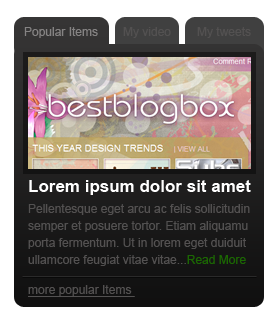 Popular Items My video My tweets
Comment R
bestblogbox
THIS YEAR DESIGN TRENDS | VIEW ALL
Lorem ipsum dolor sit amet
Pellentesque eget arcu ac felis sollicitudin
semper et posuere tortor. Etiam aliquamu
porta fermentum. Ut in lorem eget duiduit
ullamcore feugiat vitae vitae...Read More
more popular Items